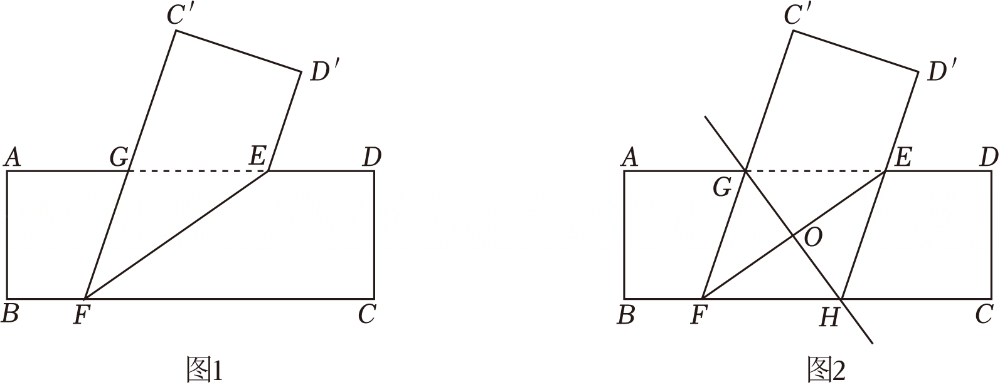 C′ C′
D′ D′
A G E D A E D
G
O
B F C B F H C
图1 图2